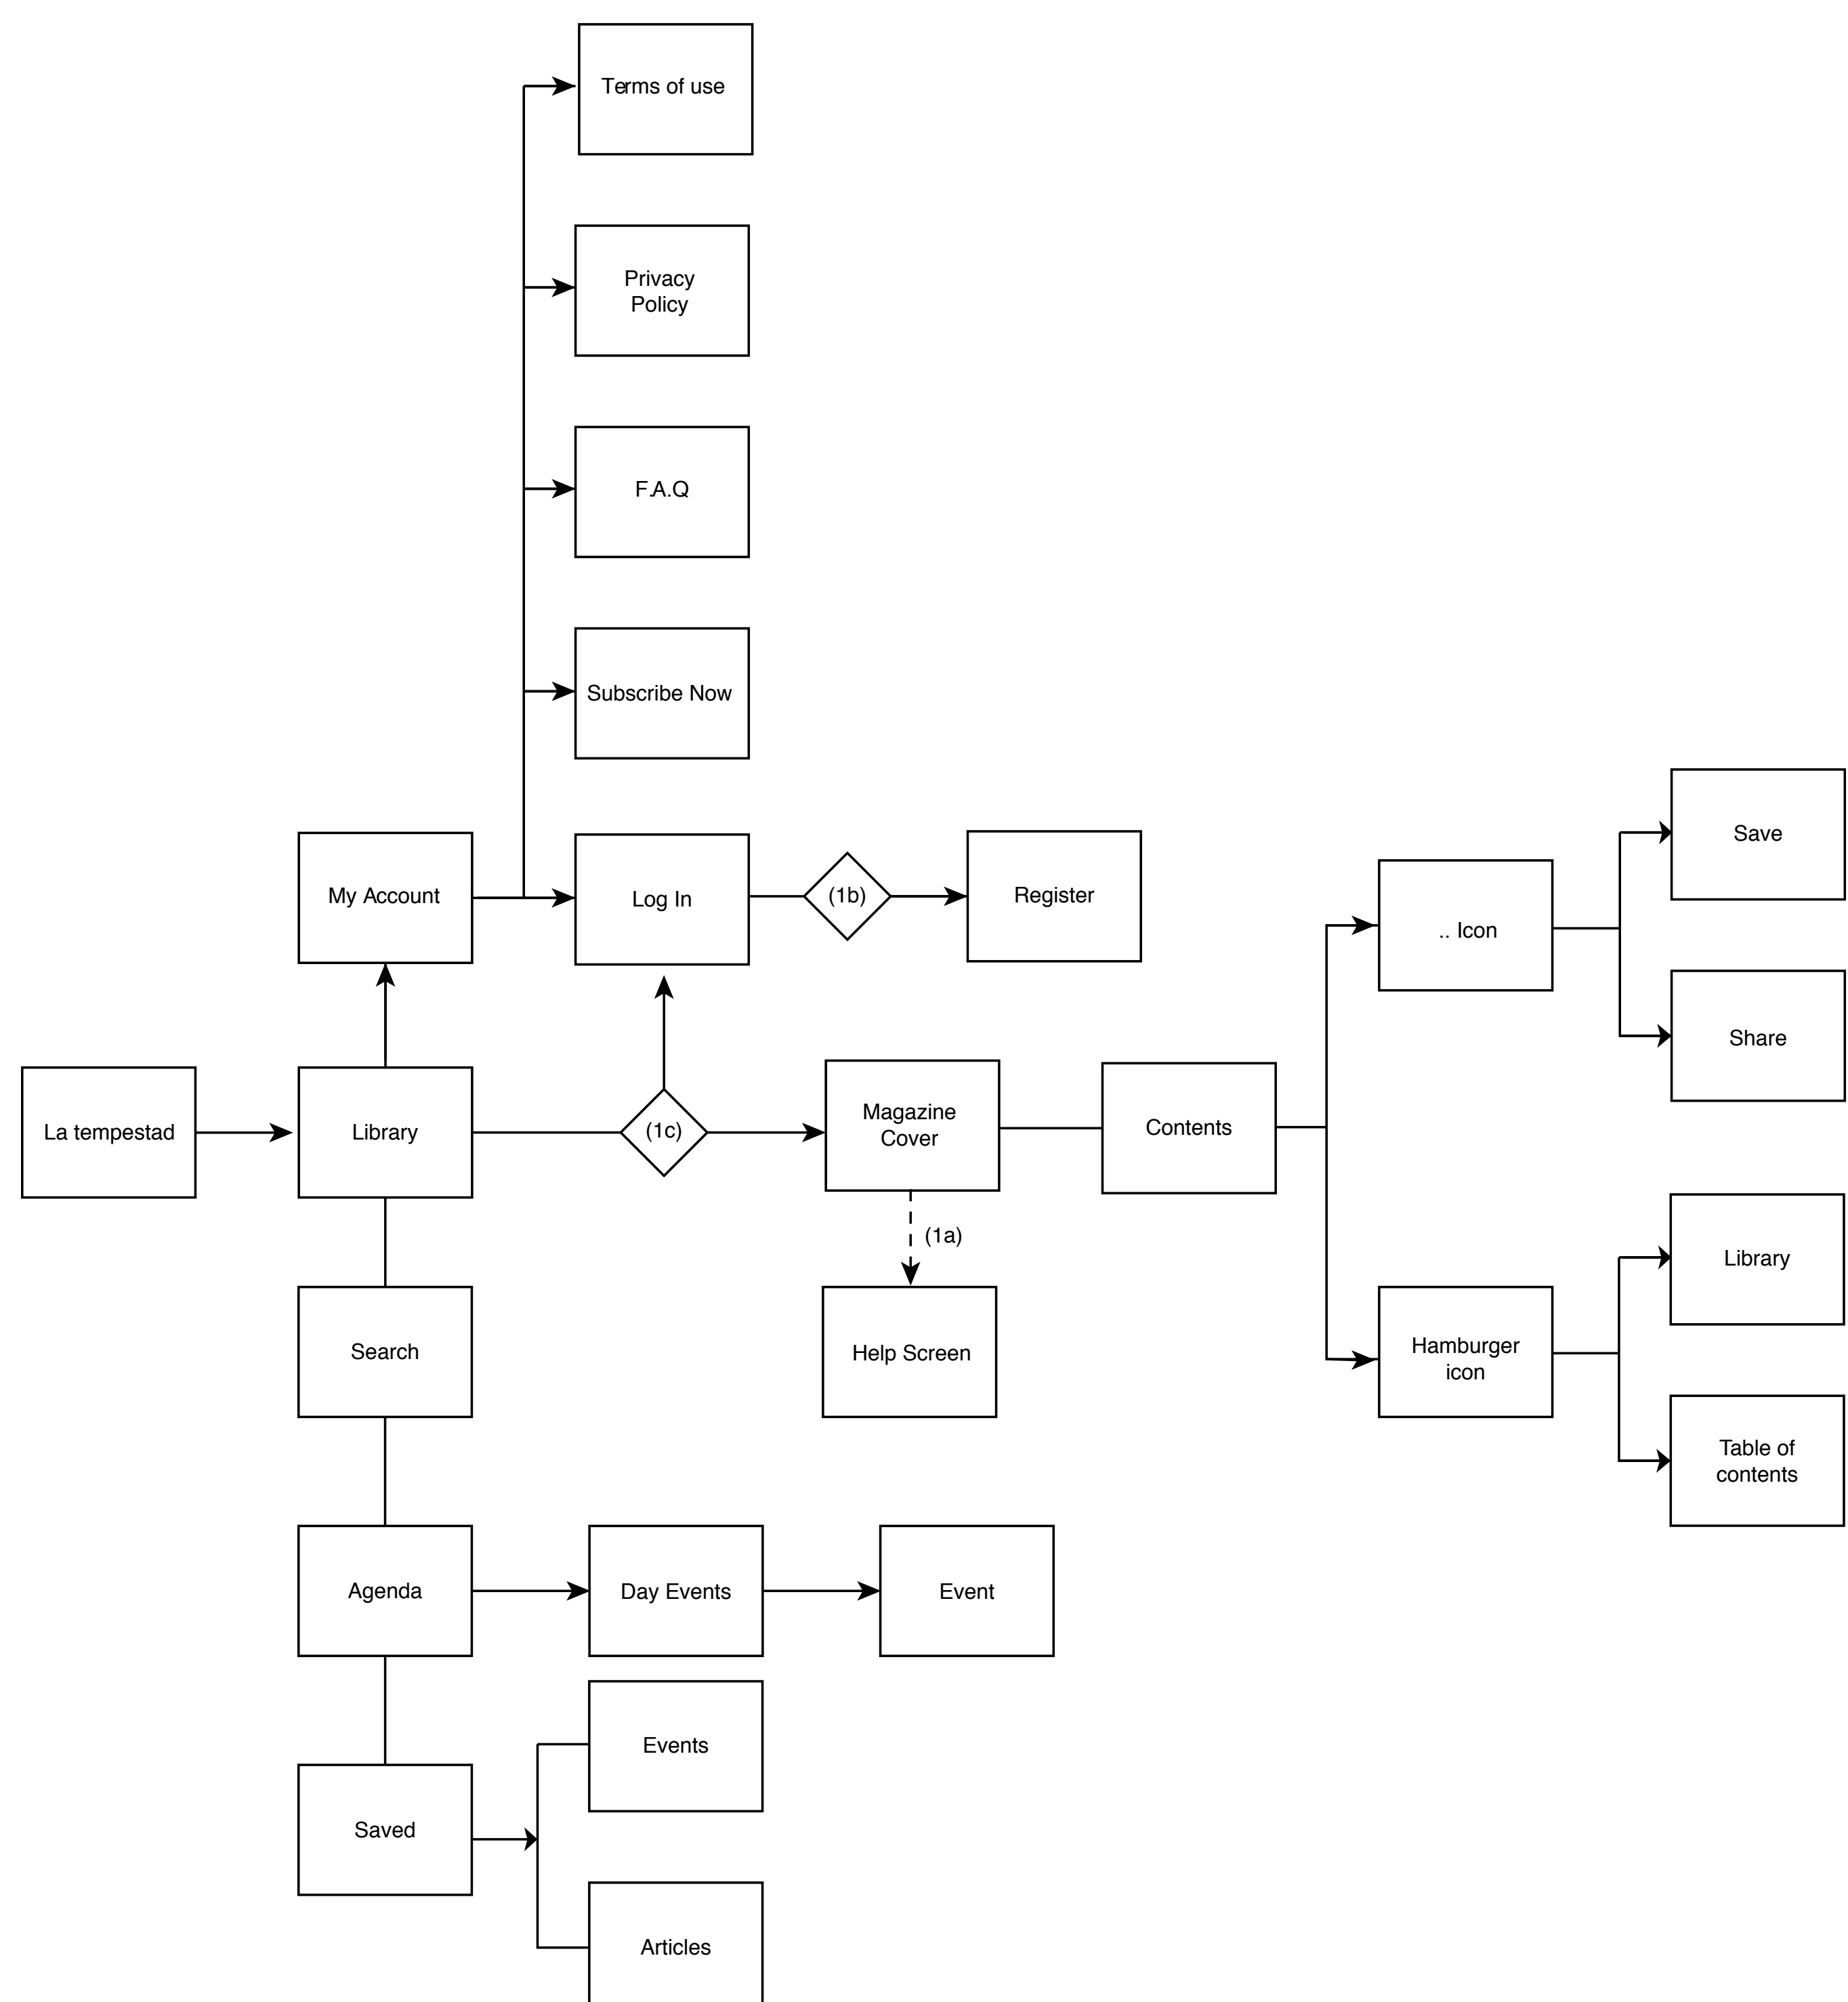 Terms of use
Privacy
Policy
F.A.Q
Subscribe Now
My Account
Log In
(1b)
Register
.. Icon
Save
Share
La tempestad
Library
(1c)
Magazine
Cover
Contents
(1a)
Search
Help Screen
Hamburger
icon
Library
Table of
contents
Agenda
Day Events
Event
Saved
Events
Articles